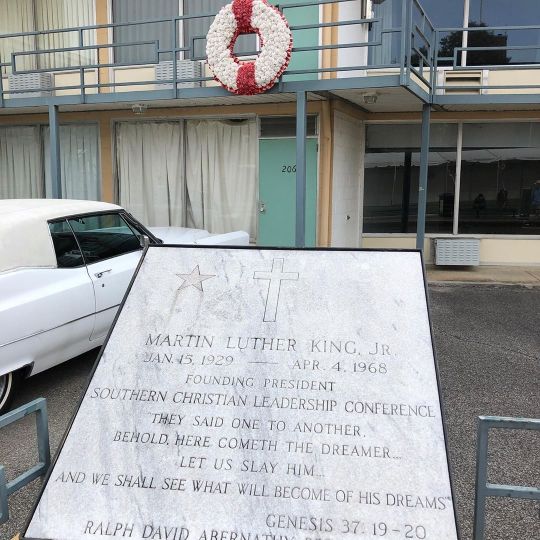 206
MARTIN LUTHER KING, JR.
JAN. 15, 1929 — APR. 4, 1968
FOUNDING PRESIDENT
SOUTHERN CHRISTIAN LEADERSHIP CONFERENCE
"THEY SAID ONE TO ANOTHER,
BEHOLD, HERE COMETH THE DREAMER...
LET US SLAY HIM...
AND WE SHALL SEE WHAT WILL BECOME OF HIS DREAMS"
GENESIS 37: 19-20
RALPH DAVID ABERNATHY